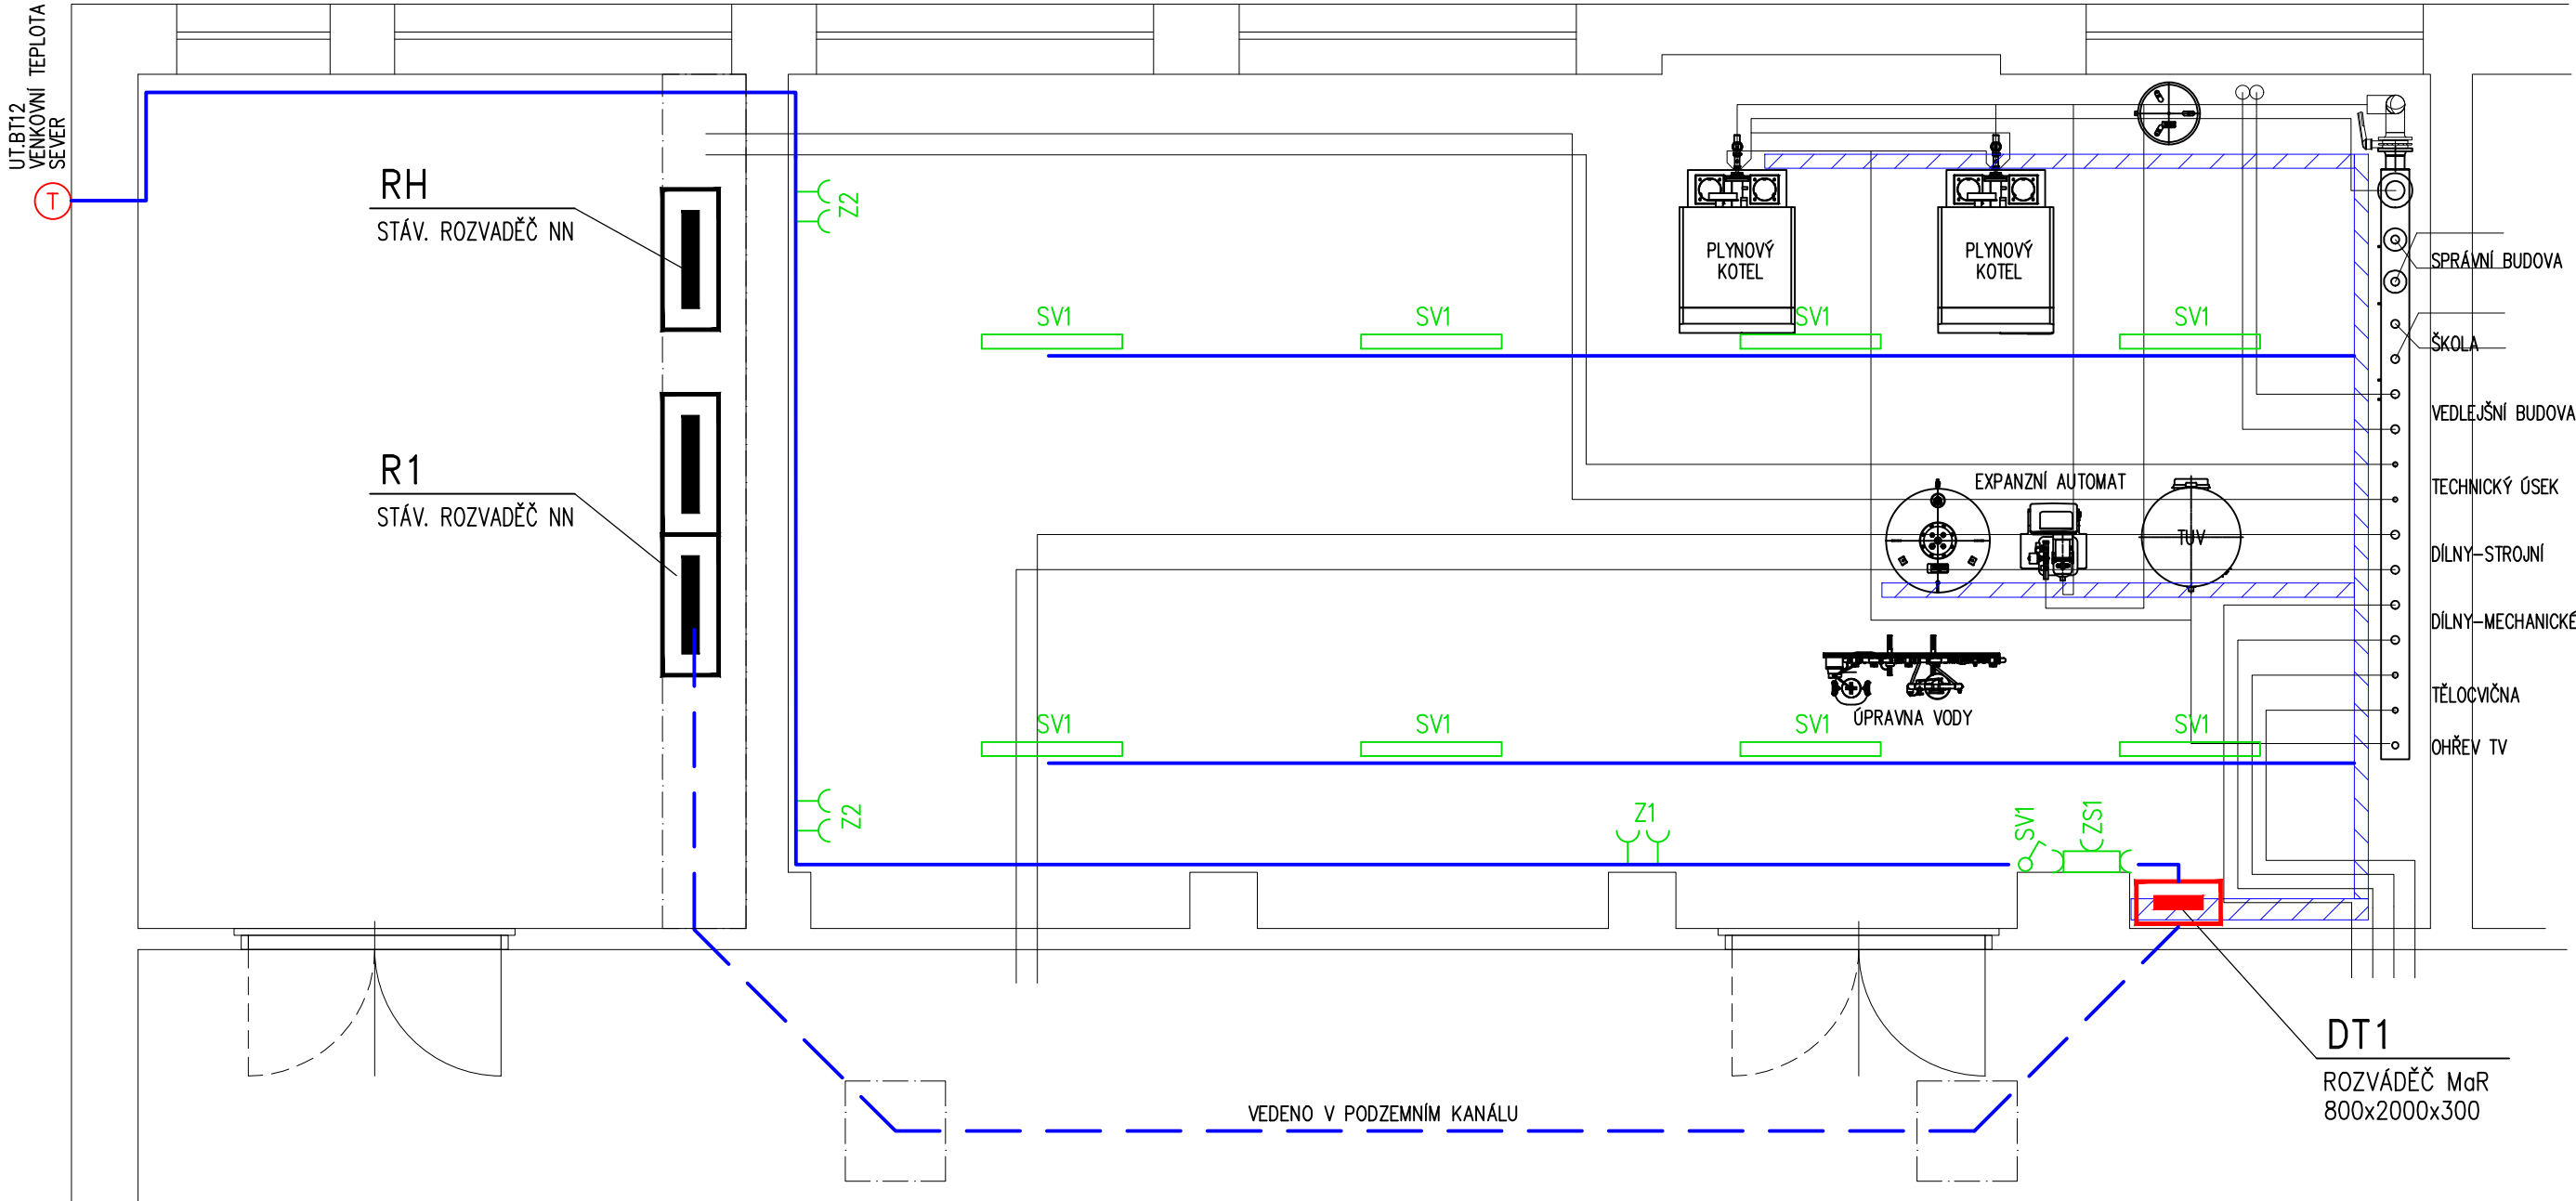 UT.BT12
VENKOVNÍ TEPLOTA
SEVER
T
RH
STÁV. ROZVADĚČ NN
R1
STÁV. ROZVADĚČ NN
Z2
Z2
PLYNOVÝ
KOTEL
PLYNOVÝ
KOTEL
SV1
SV1
SV1
SV1
SPRÁVNÍ BUDOVA
ŠKOLA
VEDLEJŠNÍ BUDOVA
TECHNICKÝ ÚSEK
DÍLNY-STROJNÍ
DÍLNY-MECHANICKÉ
TĚLOCVIČNA
OHŘEV TV
EXPANZNÍ AUTOMAT
TUV
ÚPRAVNA VODY
SV1
SV1
SV1
SV1
Z1
SV1
ZS1
DT1
ROZVÁDĚČ MaR
800x2000x300
VEDENO V PODZEMNÍM KANÁLU